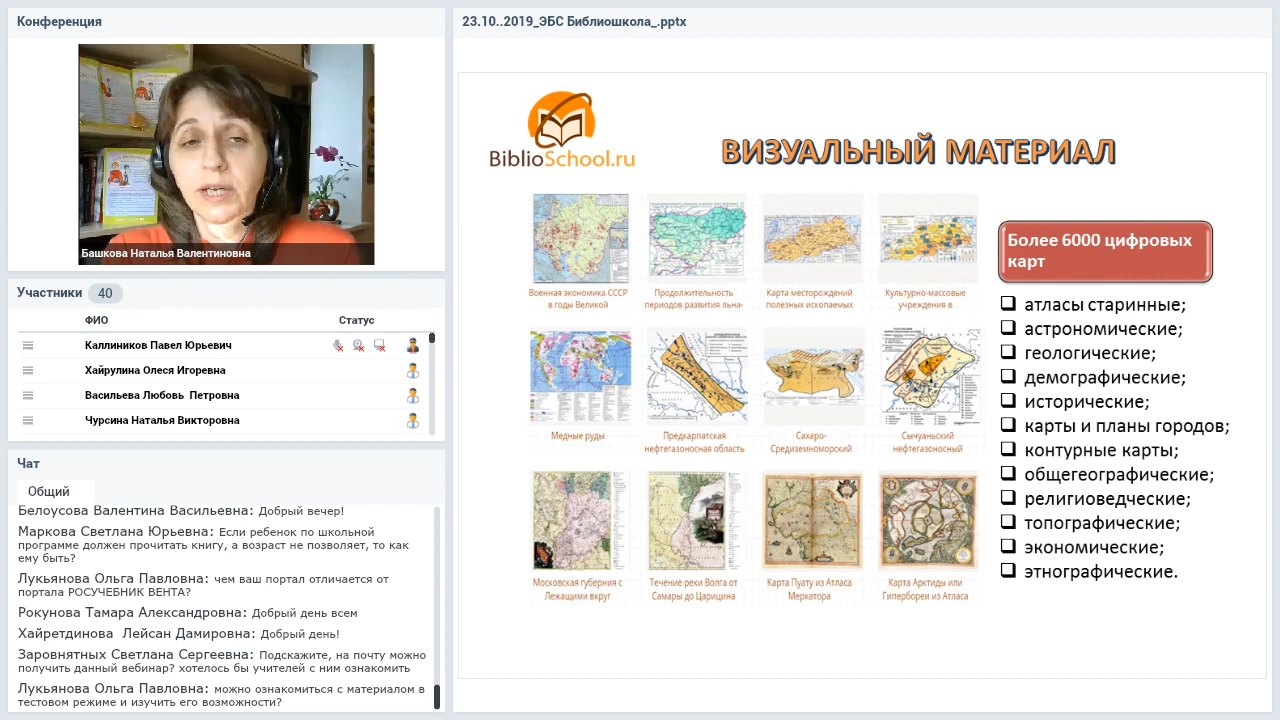 Конференция
Башкова Наталья Валентиновна
Участники 40
ФИО Статус
Каллиников Павел Юрьевич
Хайрулина Олеся Игоревна
Васильева Любовь Петровна
Чурсина Наталья Викторовна
Чат
Общий
Белоусова Валентина Васильевна: Добрый вечер!
Маркова Светлана Юрьевна: Если ребенок по школьной
программе должен прочитать книгу, а возраст не позволяет, то как
ему быть?
Лукьянова Ольга Павловна: чем ваш портал отличается от
портала РОСУЧЕБНИК ВЕНТА?
Рокунова Тамара Александровна: Добрый день всем
Хайретдинова Лейсан Дамировна: Добрый день!
Заровнятных Светлана Сергеевна: Подскажите, на почту можно
получить данный вебинар? хотелось бы учителей с ним ознакомить
Лукьянова Ольга Павловна: можно ознакомиться с материалом в
тестовом режиме и изучить его возможности?
23.10..2019_ЭБС Библиошкола_.pptx
BiblioSchool.ru
ВИЗУАЛЬНЫЙ МАТЕРИАЛ
Военная экономика СССР
в годы Великой
Продолжительность
периодов развития льна-
Карта месторождений
полезных ископаемых
Культурно-массовые
учреждения в
Медные руды
Предкарпатская
нефтегазоносная область
Сахаро-
Средиземноморский
Сычуаньский
нефтегазоносный
Московская губерния с
Лежащими вкруг
Течение реки Волга от
Самары до Царицина
Карта Пуату из Атласа
Меркатора
Карта Арктиды или
Гипербореи из Атласа
Более 6000 цифровых
карт
атласы старинные;
астрономические;
геологические;
демографические;
исторические;
карты и планы городов;
контурные карты;
общегеографические;
религиоведческие;
топографические;
экономические;
этнографические.